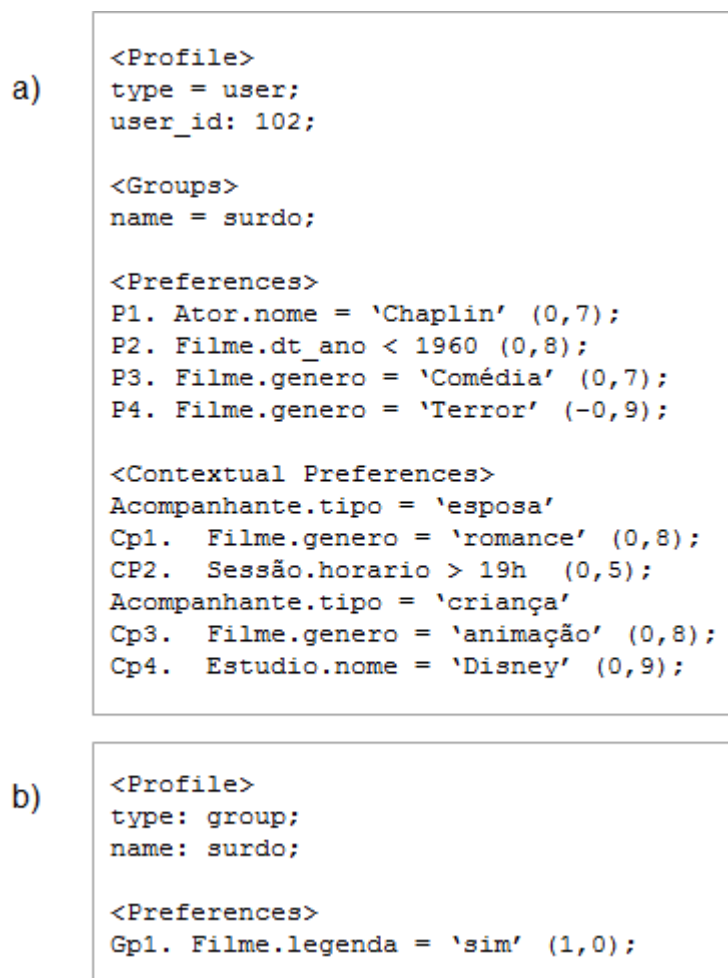 a)
<Profile>
type = user;
user_id: 102;
<Groups>
name = surdo;
<Preferences>
P1. Ator.nome = ‘Chaplin’ (0,7);
P2. Filme.dt_ano < 1960 (0,8);
P3. Filme.genero = ‘Comédia’ (0,7);
P4. Filme.genero = ‘Terror’ (-0,9);
<Contextual Preferences>
Acompanhante.tipo = ‘esposa’
Cp1. Filme.genero = ‘romance’ (0,8);
CP2. Sessão.horario > 19h (0,5);
Acompanhante.tipo = ‘criança’
Cp3. Filme.genero = ‘animação’ (0,8);
Cp4. Estudio.nome = ‘Disney’ (0,9);
b)
<Profile>
type: group;
name: surdo;
<Preferences>
Gp1. Filme.legenda = ‘sim’ (1,0);